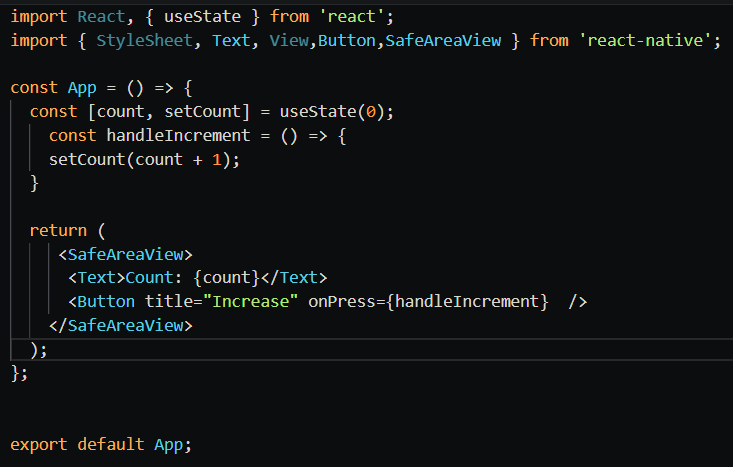 import React, { useState } from 'react';
import { StyleSheet, Text, View,Button,SafeAreaView } from 'react-native';
const App = () => {
const [count, setCount] = useState(0);
const handleIncrement = () => {
setCount(count + 1);
}
return (
<SafeAreaView>
<Text>Count: {count}</Text>
<Button title="Increase" onPress={handleIncrement}  />
</SafeAreaView>
);
};
export default App;